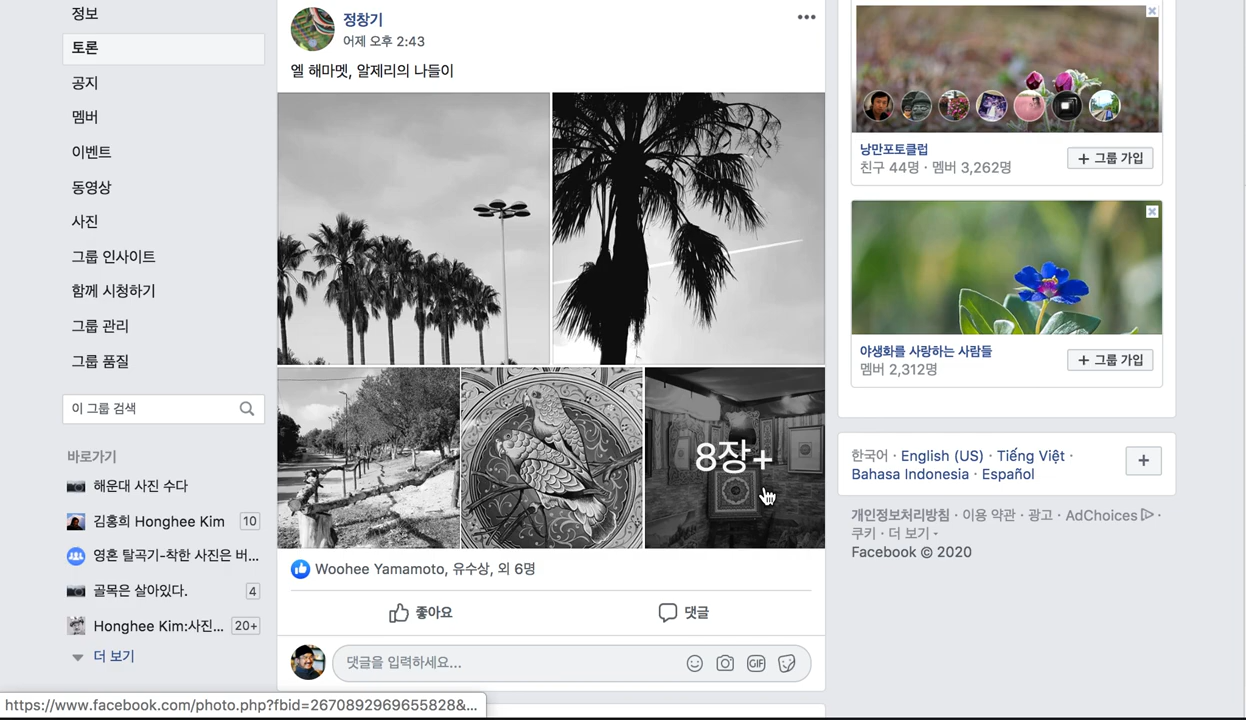 정보
토론
공지
멤버
이벤트
동영상
사진
그룹 인사이트
함께 시청하기
그룹 관리
그룹 품질
이 그룹 검색
바로가기
해운대 사진 수다
김홍희 Honghee Kim 10
영혼 탈곡기-착한 사진은 버...
골목은 살아있다. 4
Honghee Kim:사진... 20+
더 보기
정창기
어제 오후 2:43
엘 해마멧, 알제리의 나들이
8장+
Woohee Yamamoto, 유수상, 외 6명
좋아요 댓글
댓글을 입력하세요...
GIF
낭만포토클럽
친구 44명 · 멤버 3,262명
+ 그룹 가입
야생화를 사랑하는 사람들
멤버 2,312명
+ 그룹 가입
한국어 · English (US) · Tiếng Việt ·
Bahasa Indonesia · Español
+
개인정보처리방침 · 이용 약관 · 광고 · AdChoices ·
쿠키 · 더 보기
Facebook © 2020
https://www.facebook.com/photo.php?fbid=2670892969655828&...